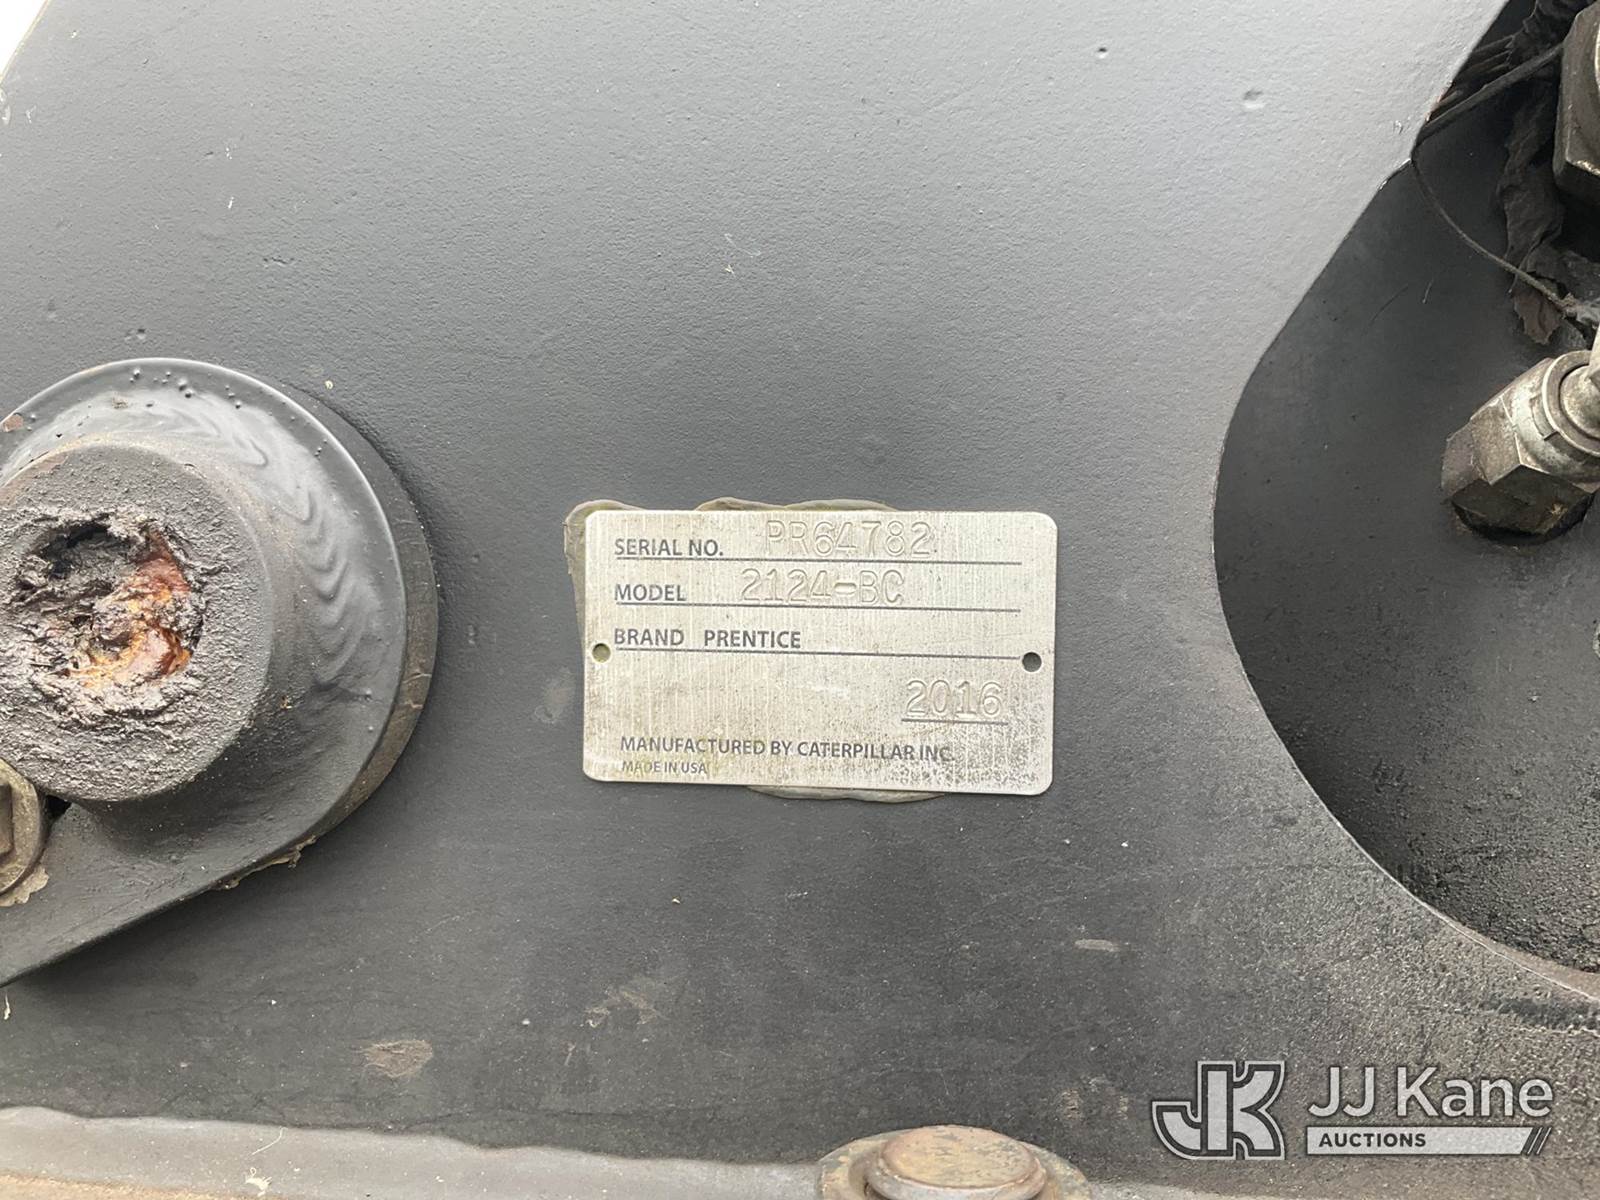 SERIAL NO. PR64782
MODEL 2124-BC
BRAND PRENTICE
2016
MANUFACTURED BY CATERPILLAR INC.
MADE IN USA
JK JJ Kane
AUCTIONS